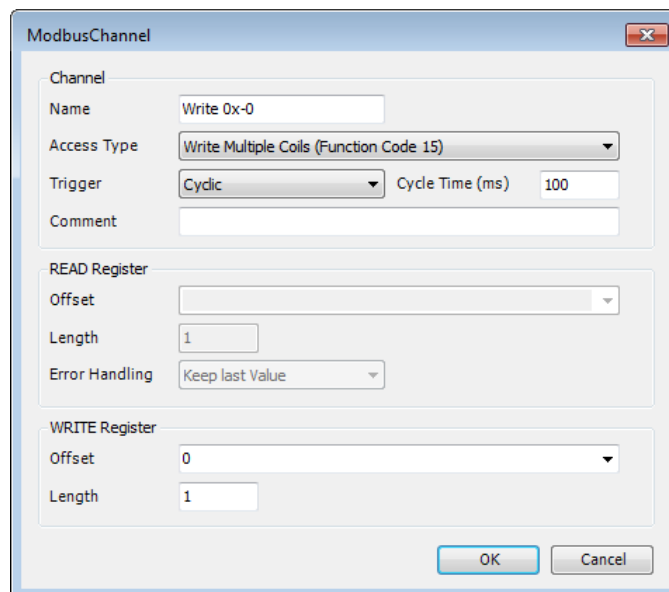 ModbusChannel
Channel
Name Write 0x-0
Access Type Write Multiple Coils (Function Code 15)
Trigger Cyclic Cycle Time (ms) 100
Comment
READ Register
Offset
Length 1
Error Handling Keep last Value
WRITE Register
Offset 0
Length 1
OK Cancel